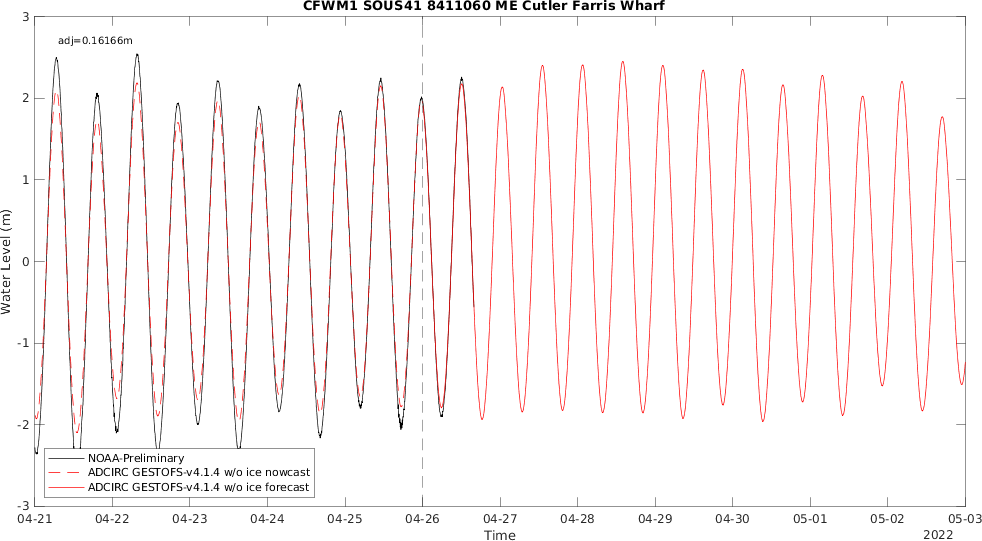 CFWM1 SOUS41 8411060 ME Cutler Farris Wharf
adj=0.16166m
3
2
1
0
-1
-2
-3
Water Level (m)
NOAA-Preliminary
ADCIRC GESTOFS-v4.1.4 w/o ice nowcast
ADCIRC GESTOFS-v4.1.4 w/o ice forecast
04-21 04-22 04-23 04-24 04-25 04-26 04-27 04-28 04-29 04-30 05-01 05-02 05-03
Time
2022